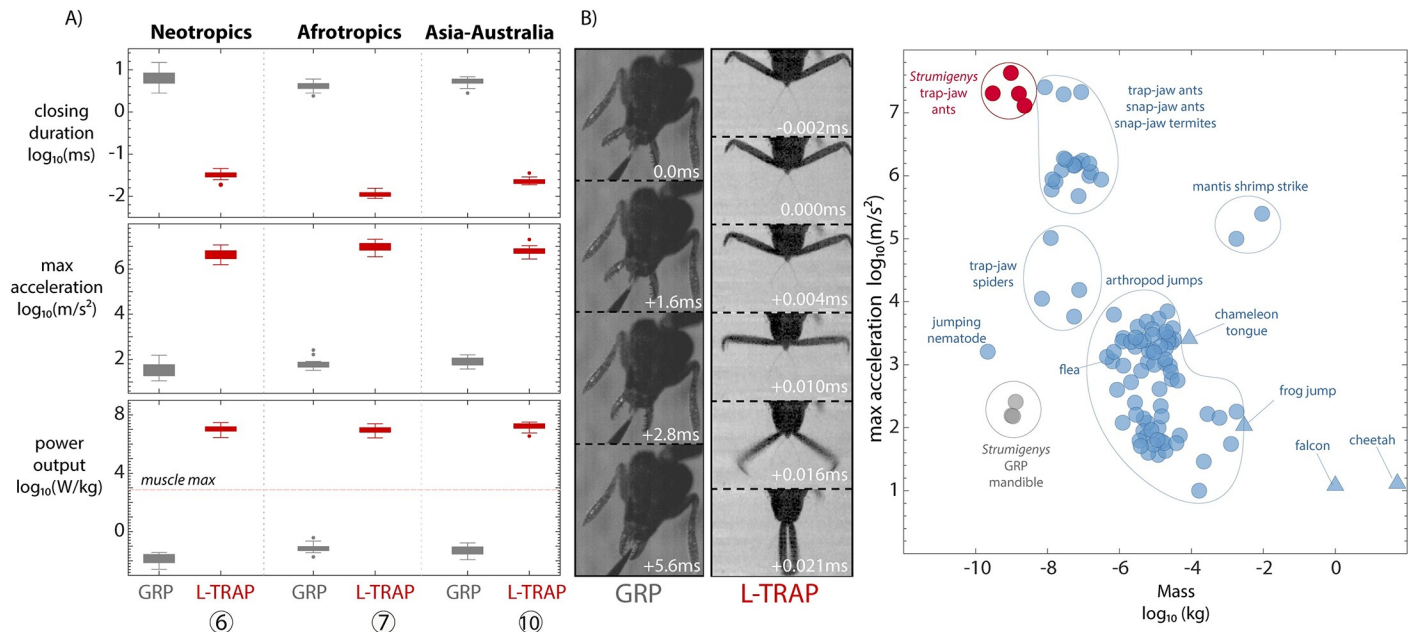 A)
Neotropics
Afrotropics
Asia-Australia
closing
duration
log₁₀(ms)
1
0
-1
-2
max
acceleration
log₁₀(m/s²)
6
2
power
output
log₁₀(W/kg)
8
4
0
muscle max
GRP
L-TRAP
GRP
L-TRAP
GRP
L-TRAP
6
7
10
B)
0.0ms
+1.6ms
+2.8ms
+5.6ms
GRP
-0.002ms
0.000ms
+0.004ms
+0.010ms
+0.016ms
+0.021ms
L-TRAP
max acceleration log₁₀(m/s²)
7
6
5
4
3
2
1
Strumigenys
trap-jaw
ants
trap-jaw ants
snap-jaw ants
snap-jaw termites
mantis shrimp strike
trap-jaw
spiders
arthropod jumps
chameleon
tongue
jumping
nematode
flea
frog jump
Strumigenys
GRP
mandible
falcon
cheetah
-10
-8
-6
-4
-2
0
Mass
log₁₀ (kg)